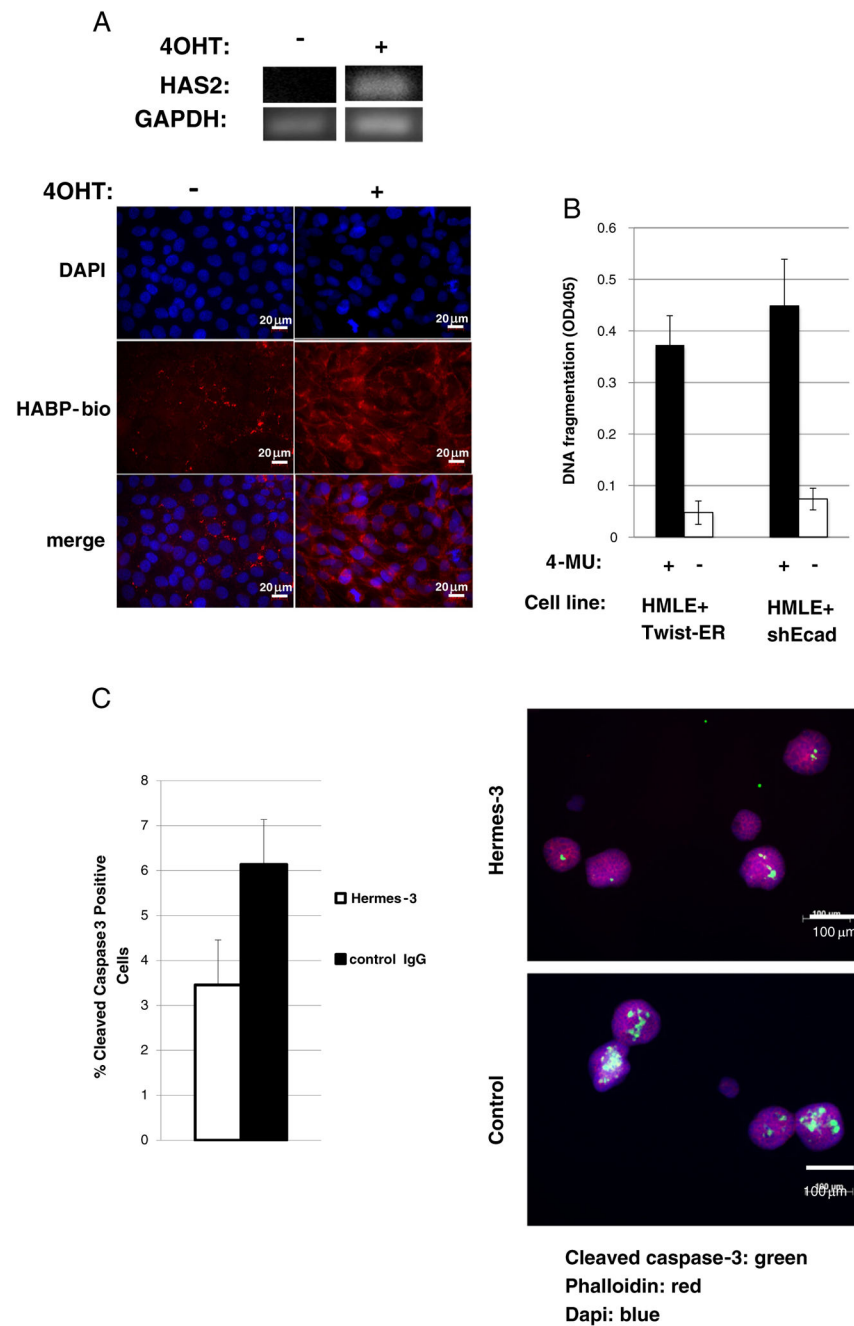 A
4OHT: - +
HAS2:
GAPDH:
4OHT: - +
DAPI
20 µm 20 µm
HABP-bio
20 µm 20 µm
merge
20 µm 20 µm
B
0.6
0.5
0.4
0.3
0.2
0.1
0
DNA fragmentation (OD405)
4-MU: + - + -
Cell line: HMLE+ HMLE+
Twist-ER shEcad
C
8
7
6
5
4
3
2
1
0
% Cleaved Caspase3 Positive
Cells
Hermes-3
control IgG
Hermes-3
100 µm
100 µm
Control
100 µm
100 µm
Cleaved caspase-3: green
Phalloidin: red
Dapi: blue